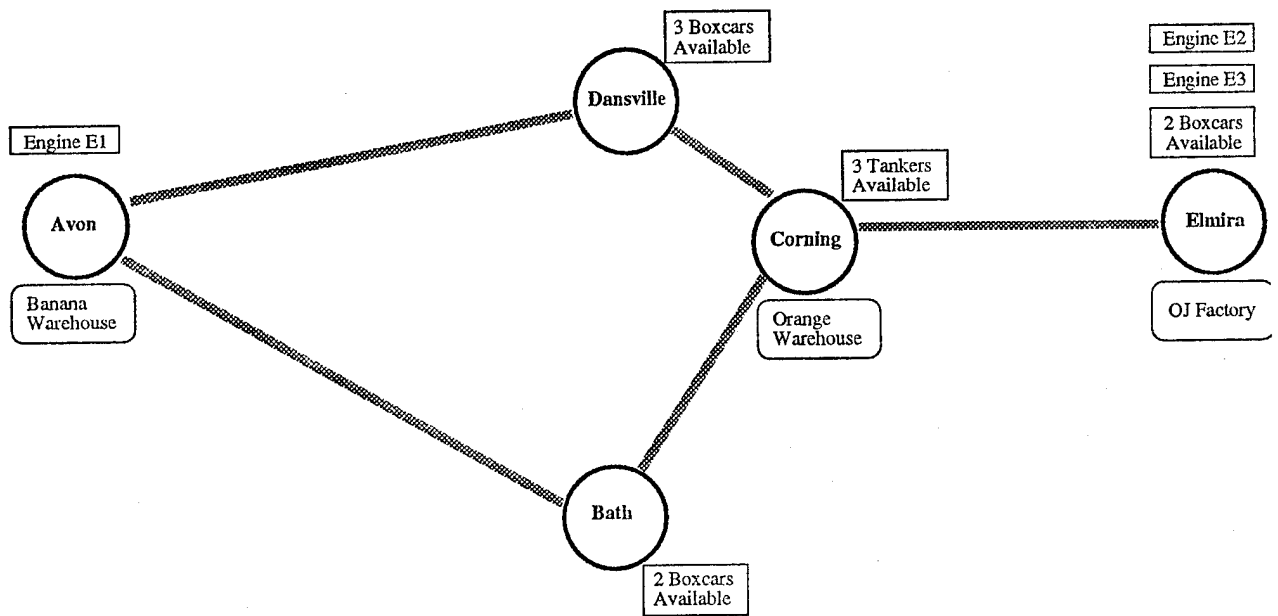 3 Boxcars
Available
Dansville
Engine E2
Engine E3
2 Boxcars
Available
Engine E1
3 Tankers
Available
Avon
Corning
Elmira
Banana
Warehouse
Orange
Warehouse
OJ Factory
Bath
2 Boxcars
Available